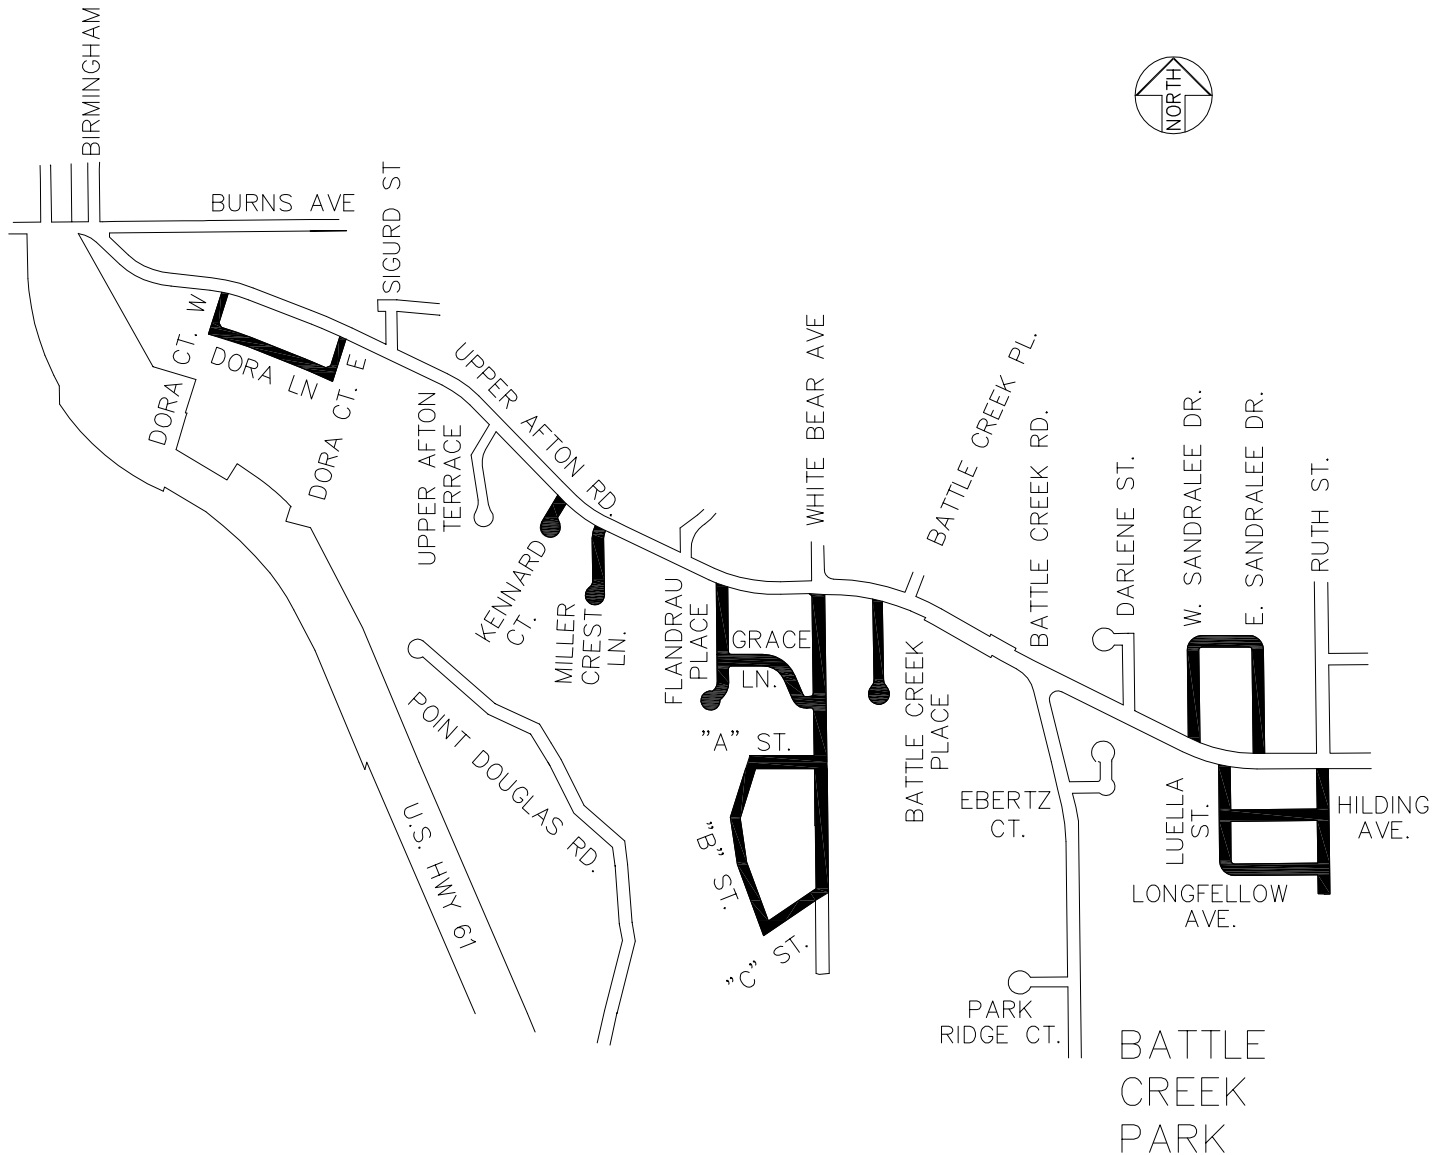 BIRMINGHAM
NORTH
BURNS AVE
SIGURD ST
DORA CT. W
DORA LN
DORA CT. E
UPPER AFTON RD.
UPPER AFTON
TERRACE
WHITE BEAR AVE
BATTLE CREEK PL.
BATTLE CREEK RD.
DARLENE ST.
W. SANDRALEE DR.
E. SANDRALEE DR.
RUTH ST.
KENNARD
CT.
MILLER
CREST
LN.
FLANDRAU
PLACE
GRACE
LN.
"A" ST.
BATTLE CREEK
PLACE
POINT DOUGLAS RD.
U.S. HWY 61
"B" ST.
"C" ST.
EBERTZ
CT.
LUELLA
ST.
HILDING
AVE.
LONGFELLOW
AVE.
PARK
RIDGE CT.
BATTLE
CREEK
PARK